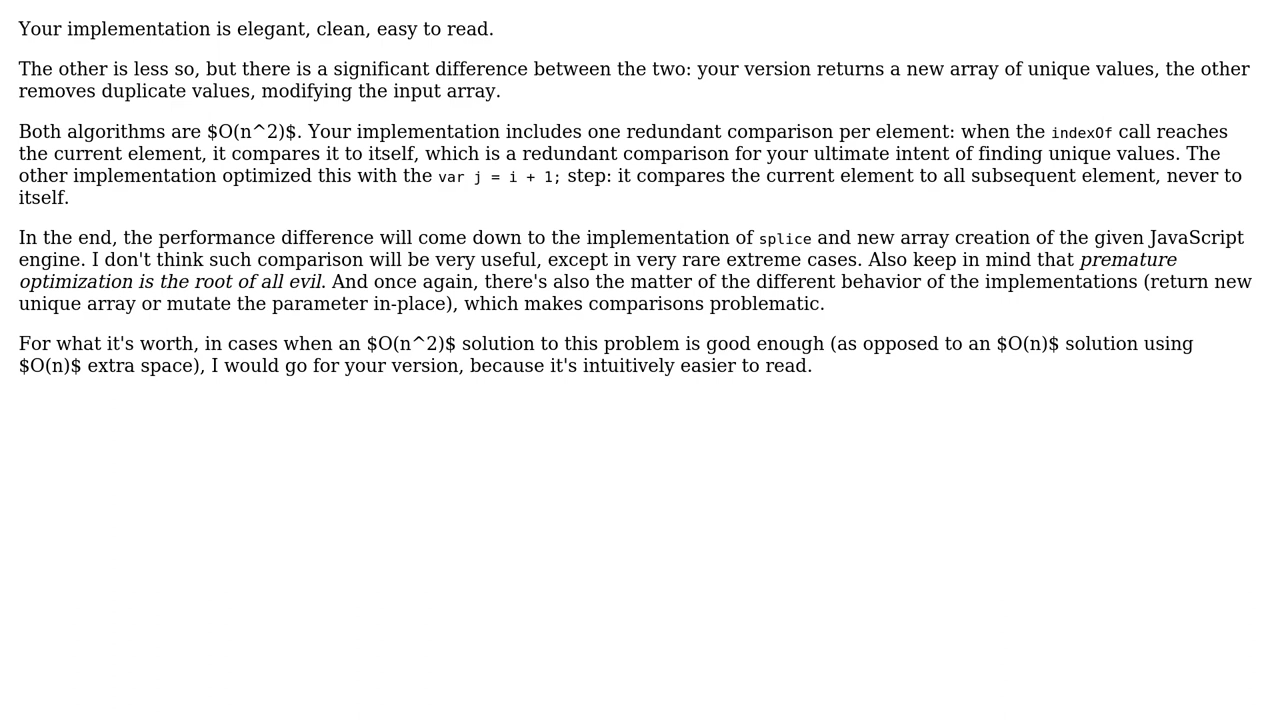 Your implementation is elegant, clean, easy to read.
The other is less so, but there is a significant difference between the two: your version returns a new array of unique values, the other
removes duplicate values, modifying the input array.
Both algorithms are $O(n^2)$. Your implementation includes one redundant comparison per element: when the indexOf call reaches
the current element, it compares it to itself, which is a redundant comparison for your ultimate intent of finding unique values. The
other implementation optimized this with the var j = i + 1; step: it compares the current element to all subsequent element, never to
itself.
In the end, the performance difference will come down to the implementation of splice and new array creation of the given JavaScript
engine. I don't think such comparison will be very useful, except in very rare extreme cases. Also keep in mind that premature
optimization is the root of all evil. And once again, there's also the matter of the different behavior of the implementations (return new
unique array or mutate the parameter in-place), which makes comparisons problematic.
For what it's worth, in cases when an $O(n^2)$ solution to this problem is good enough (as opposed to an $O(n)$ solution using
$O(n)$ extra space), I would go for your version, because it's intuitively easier to read.